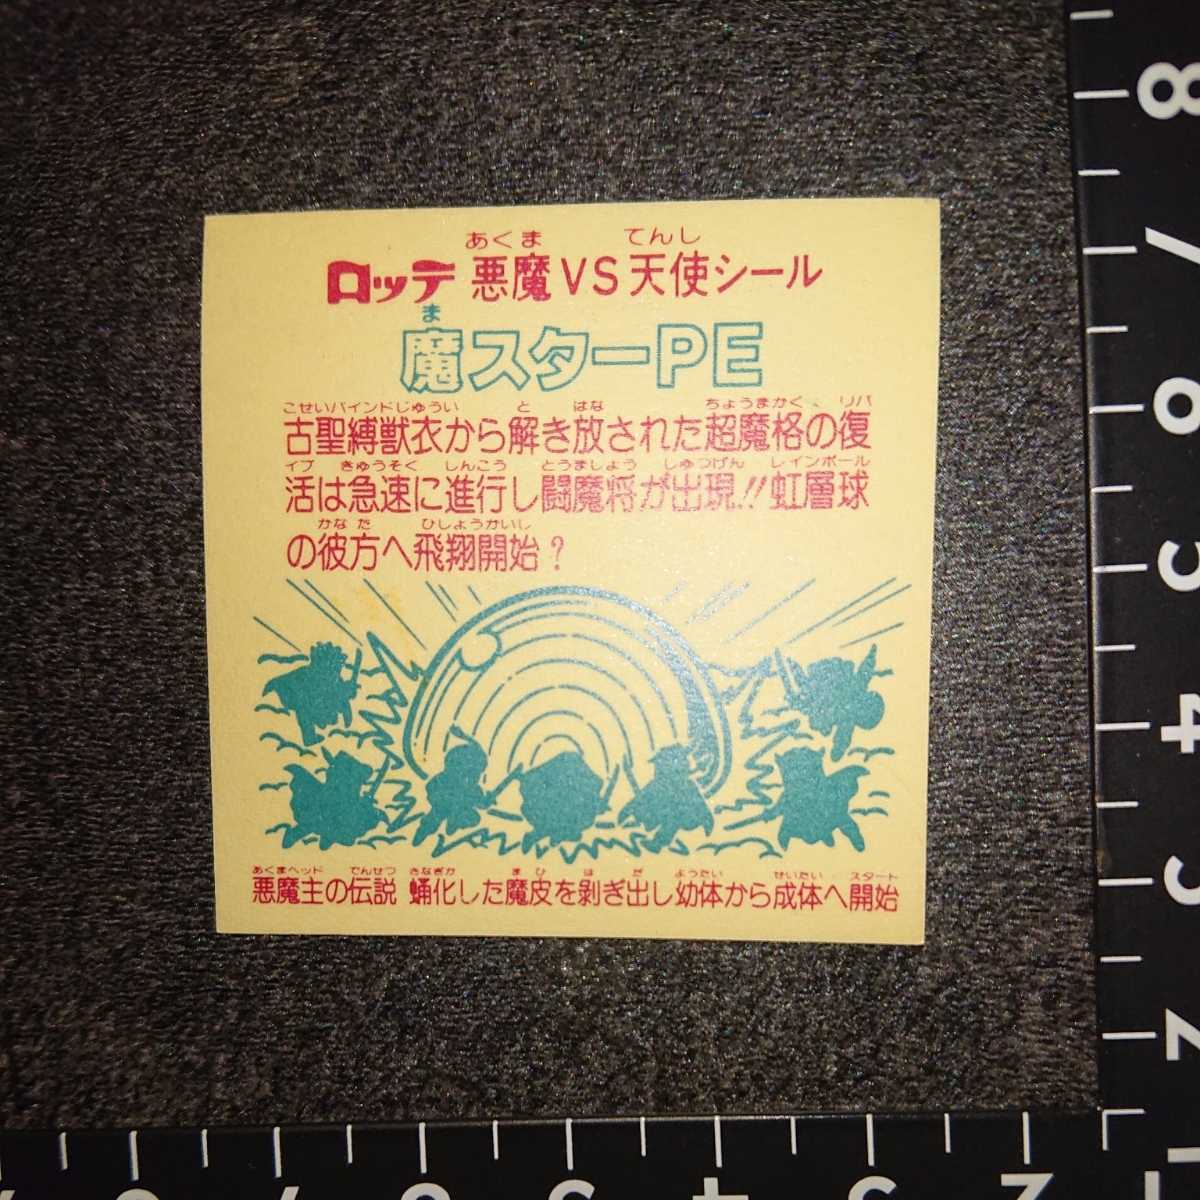 あくま てんし
ロッテ 悪魔VS天使シール
ま
魔スターPE
こせいバインドじゅうい と はな ちょうまかく リバ
古聖縛獣衣から解き放された超魔格の復
イブ きゅうそく しんこう とうましょう しゅつげん レインボール
活は急速に進行し闘魔将が出現!!虹層球
かなた ひしょうかいし
の彼方へ飛翔開始?
あくまヘッド でんせつ さなぎか まひ はだ ようたい せいたい スタート
悪魔主の伝説 蛹化した魔皮を剥ぎ出し幼体から成体へ開始
8
7
6
5
4
3
2
1